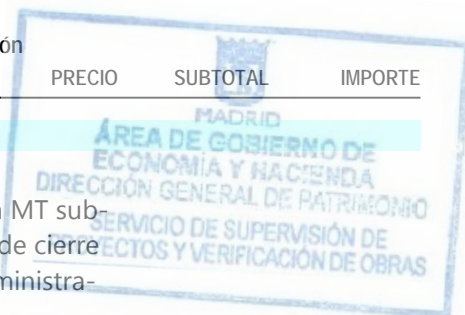 ón
PRECIO SUBTOTAL IMPORTE
MADRID
ÁREA DE GOBIERNO DE
ECONOMÍA Y HACIENDA
DIRECCIÓN GENERAL DE PATRIMONIO
SERVICIO DE SUPERVISIÓN DE
PROYECTOS Y VERIFICACIÓN DE OBRAS
MT sub-
de cierre
ministra-